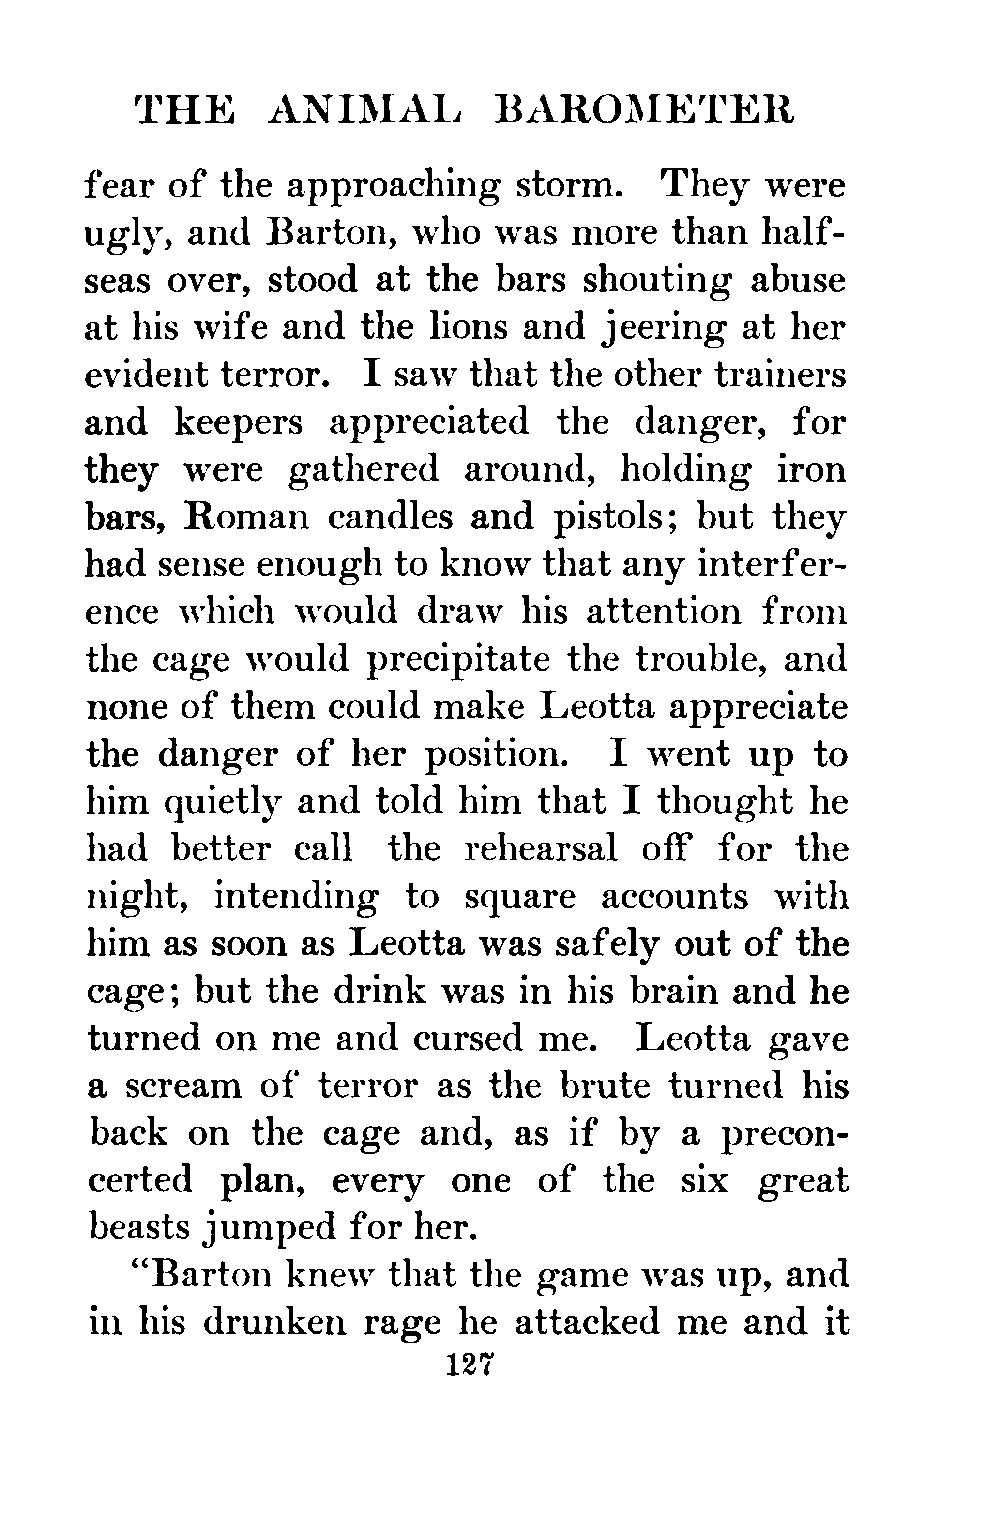 THE ANIMAL BAROMETER
fear of the approaching storm. They were
ugly, and Barton, who was more than half-
seas over, stood at the bars shouting abuse
at his wife and the lions and jeering at her
evident terror. I saw that the other trainers
and keepers appreciated the danger, for
they were gathered around, holding iron
bars, Roman candles and pistols; but they
had sense enough to know that any interfer-
ence which would draw his attention from
the cage would precipitate the trouble, and
none of them could make Leotta appreciate
the danger of her position. I went up to
him quietly and told him that I thought he
had better call the rehearsal off for the
night, intending to square accounts with
him as soon as Leotta was safely out of the
cage; but the drink was in his brain and he
turned on me and cursed me. Leotta gave
a scream of terror as the brute turned his
back on the cage and, as if by a precon-
certed plan, every one of the six great
beasts jumped for her.
"Barton knew that the game was up, and
in his drunken rage he attacked me and it
127